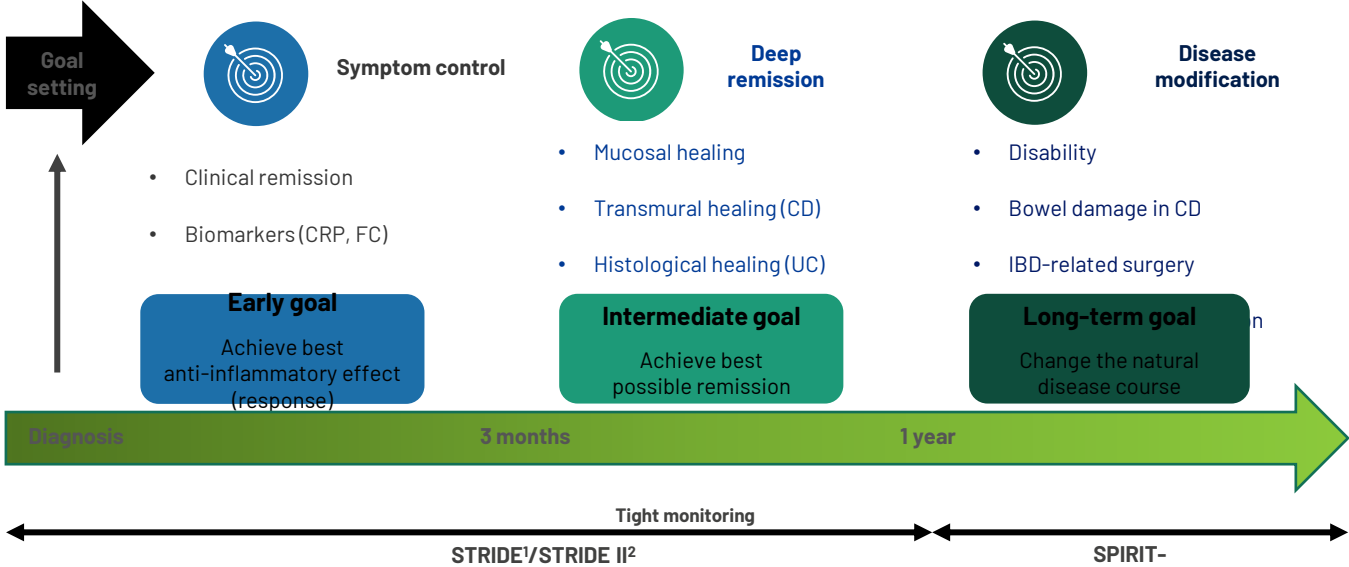 Goal
setting
Symptom control
• Clinical remission
• Biomarkers (CRP, FC)
Deep
remission
• Mucosal healing
• Transmural healing (CD)
• Histological healing (UC)
Disease
modification
• Disability
• Bowel damage in CD
• IBD-related surgery
Early goal
Achieve best
anti-inflammatory effect
(response)
Intermediate goal
Achieve best
possible remission
Long-term goal
Change the natural
disease course
Diagnosis
3 months
1 year
Tight monitoring
STRIDE¹/STRIDE II²
SPIRIT-